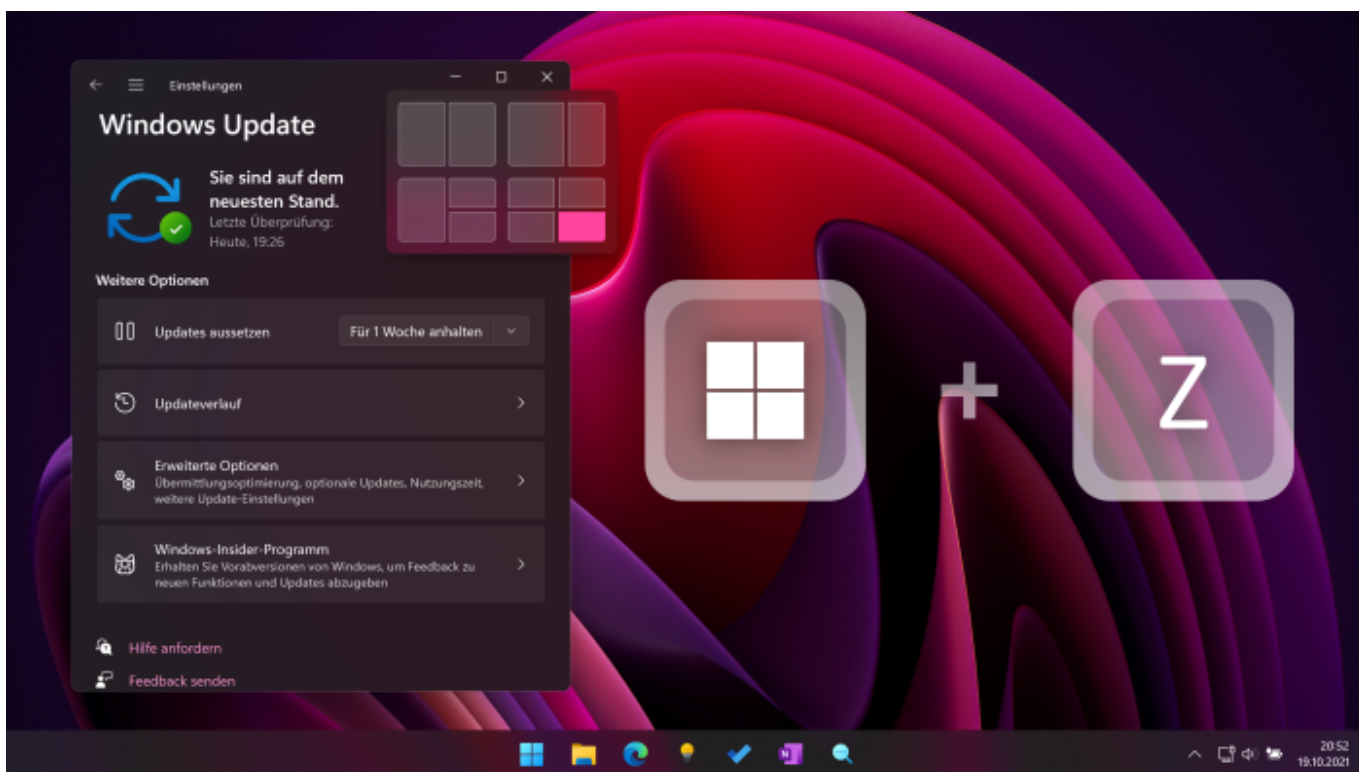 Einstellungen
Windows Update
Sie sind auf dem
neuesten Stand.
Letzte Überprüfung:
Heute, 19:26
Weitere Optionen
Updates aussetzen
Für 1 Woche anhalten
Updateverlauf
Erweiterte Optionen
Übermittlungsoptimierung, optionale Updates, Nutzungszeit,
weitere Update-Einstellungen
Windows-Insider-Programm
Erhalten Sie Vorabversionen von Windows, um Feedback zu
neuen Funktionen und Updates abzugeben
Hilfe anfordern
Feedback senden
+
Z
N
20:52
19.10.2021